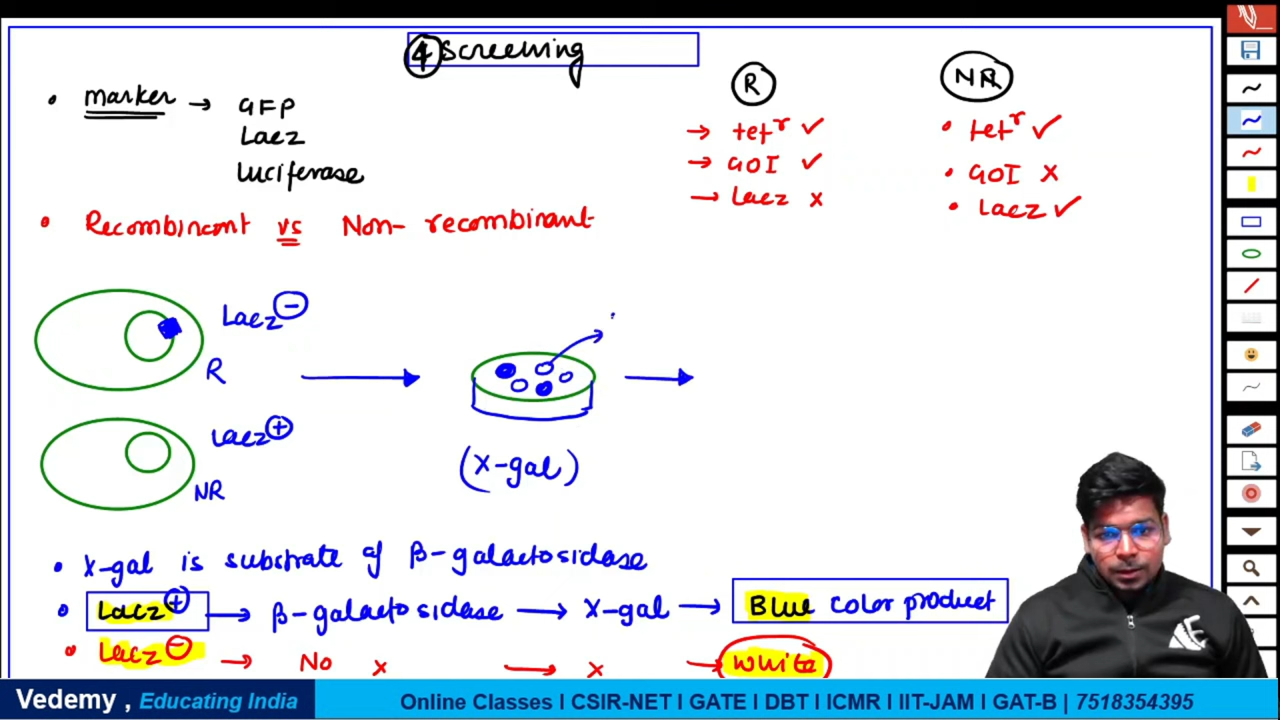 4 Screening
• marker → GFP
LacZ
Luciferase
• Recombinant vs Non-recombinant
R
→ tetʳ ✓
→ GOI ✓
→ LacZ x
NR
• tetʳ ✓
• GOI x
• LacZ ✓
LacZ ⊖
R
LacZ ⊕
NR
(X-gal)
• X-gal is substrate of β-galactosidase
• LacZ ⊕ → β-galactosidase → X-gal → Blue color product
• LacZ ⊖ → No x → x → White
Vedemy , Educating India
Online Classes I CSIR-NET I GATE I DBT I ICMR I IIT-JAM I GAT-B | 7518354395